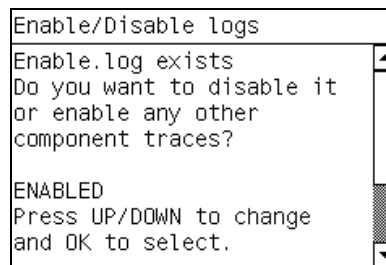 Enable/Disable logs
Enable.log exists
Do you want to disable it
or enable any other
component traces?
ENABLED
Press UP/DOWN to change
and OK to select.